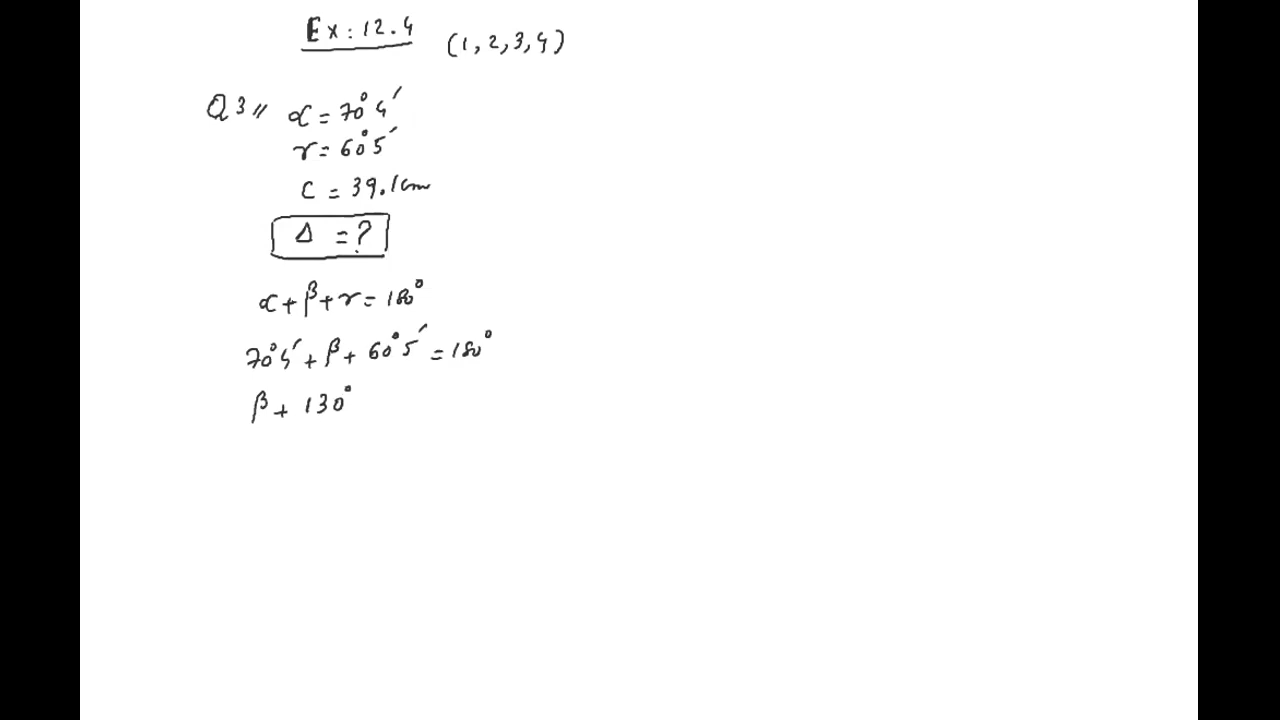 Ex: 12.4 (1, 2, 3, 4)
Q3// α = 70° 4′
γ = 60° 5′
C = 39.1cm
Δ = ?
α + β + γ = 180°
70° 4′ + β + 60° 5′ = 180°
β + 130°